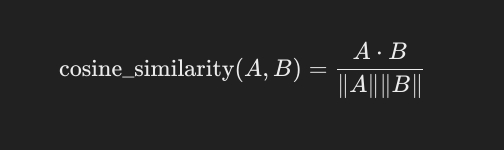 cosine_similarity(A, B) = A · B / ‖A‖‖B‖